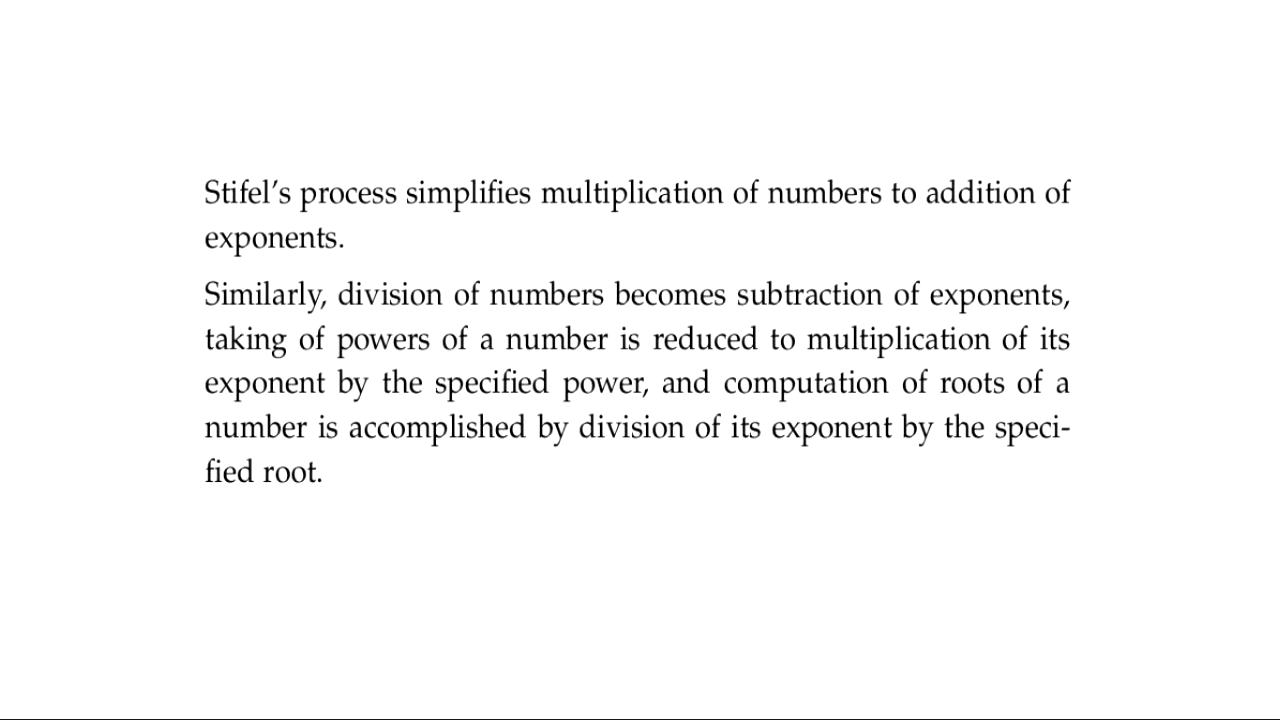 Stifel’s process simplifies multiplication of numbers to addition of
exponents.
Similarly, division of numbers becomes subtraction of exponents,
taking of powers of a number is reduced to multiplication of its
exponent by the specified power, and computation of roots of a
number is accomplished by division of its exponent by the speci-
fied root.